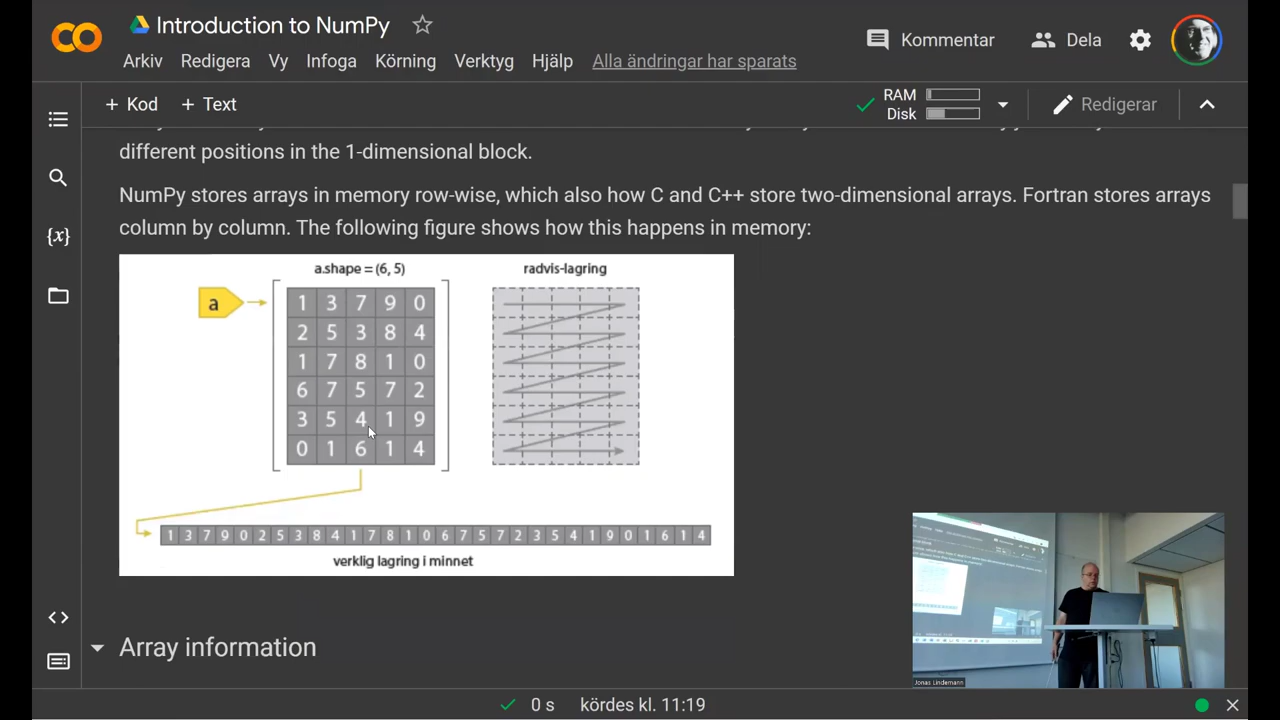 Introduction to NumPy
Arkiv Redigera Vy Infoga Körning Verktyg Hjälp Alla ändringar har sparats
Kommentar Dela
+ Kod + Text
RAM
Disk
Redigerar
different positions in the 1-dimensional block.
NumPy stores arrays in memory row-wise, which also how C and C++ store two-dimensional arrays. Fortran stores arrays
column by column. The following figure shows how this happens in memory:
a.shape = (6, 5)
radvis-lagring
a
1 3 7 9 0
2 5 3 8 4
1 7 8 1 0
6 7 5 7 2
3 5 4 1 9
0 1 6 1 4
1 3 7 9 0 2 5 3 8 4 1 7 8 1 0 6 7 5 7 2 3 5 4 1 9 0 1 6 1 4
verklig lagring i minnet
Array information
Jonas Lindemann
0 s kördes kl. 11:19